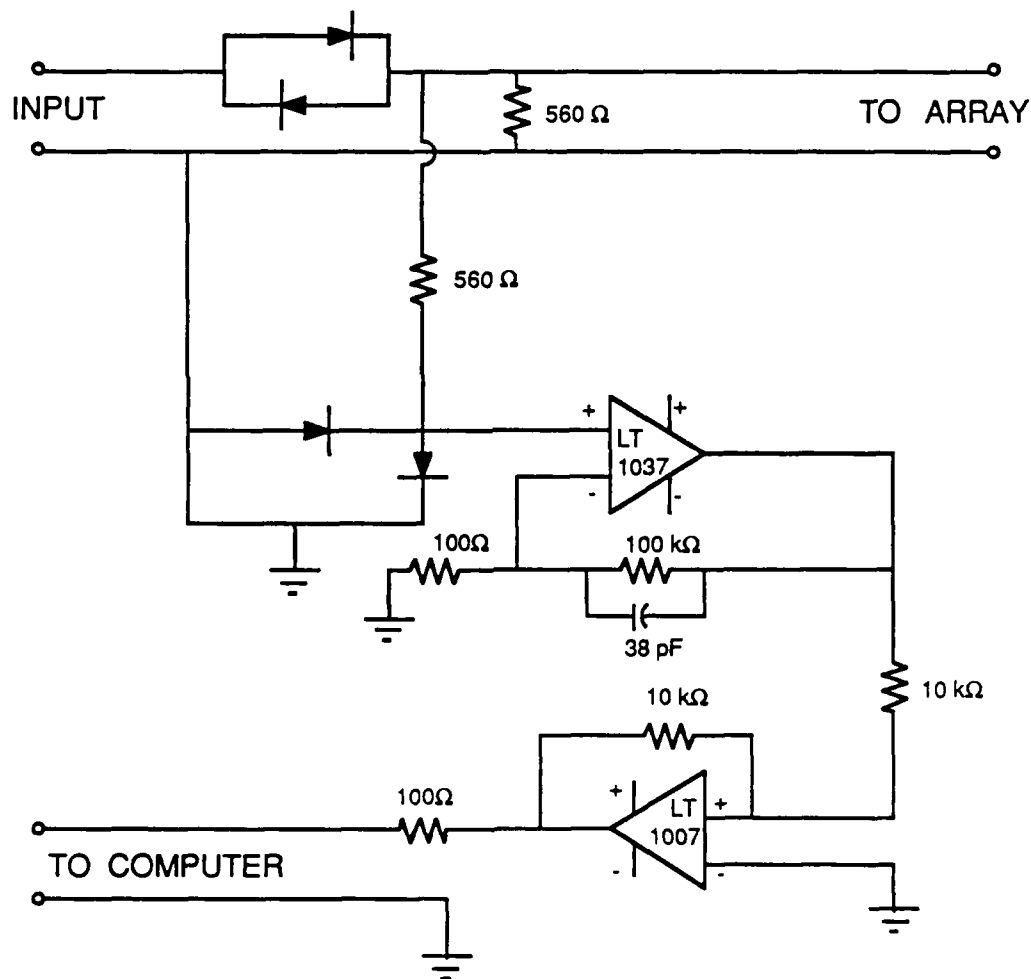 INPUT
560 Ω
TO ARRAY
560 Ω
+
+
LT
1037
-
-
100Ω
100 kΩ
38 pF
10 kΩ
10 kΩ
100Ω
+
LT
+
1007
TO COMPUTER
-
-